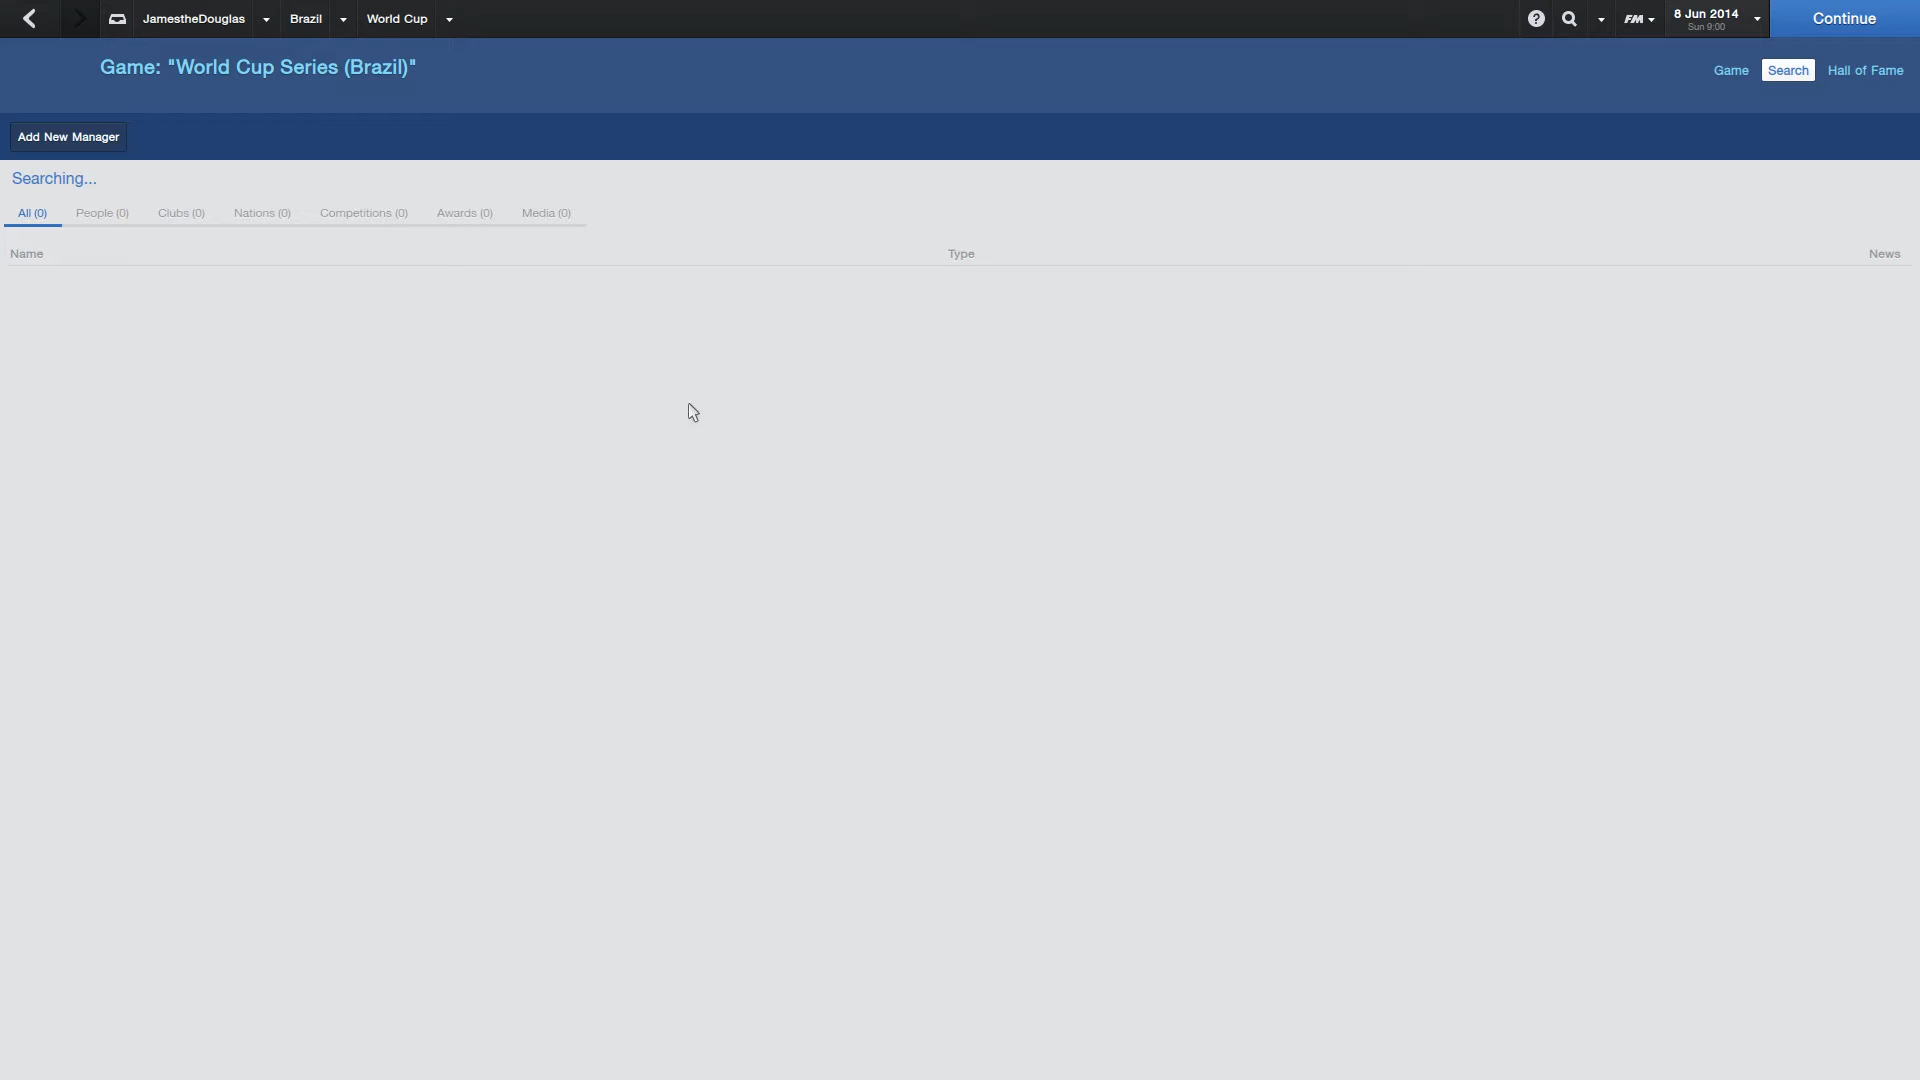 JamestheDouglas Brazil World Cup ? FM 8 Jun 2014 Continue
Sun 9:00
Game: "World Cup Series (Brazil)"
Game Search Hall of Fame
Add New Manager
Searching...
All (0) People (0) Clubs (0) Nations (0) Competitions (0) Awards (0) Media (0)
Name Type News